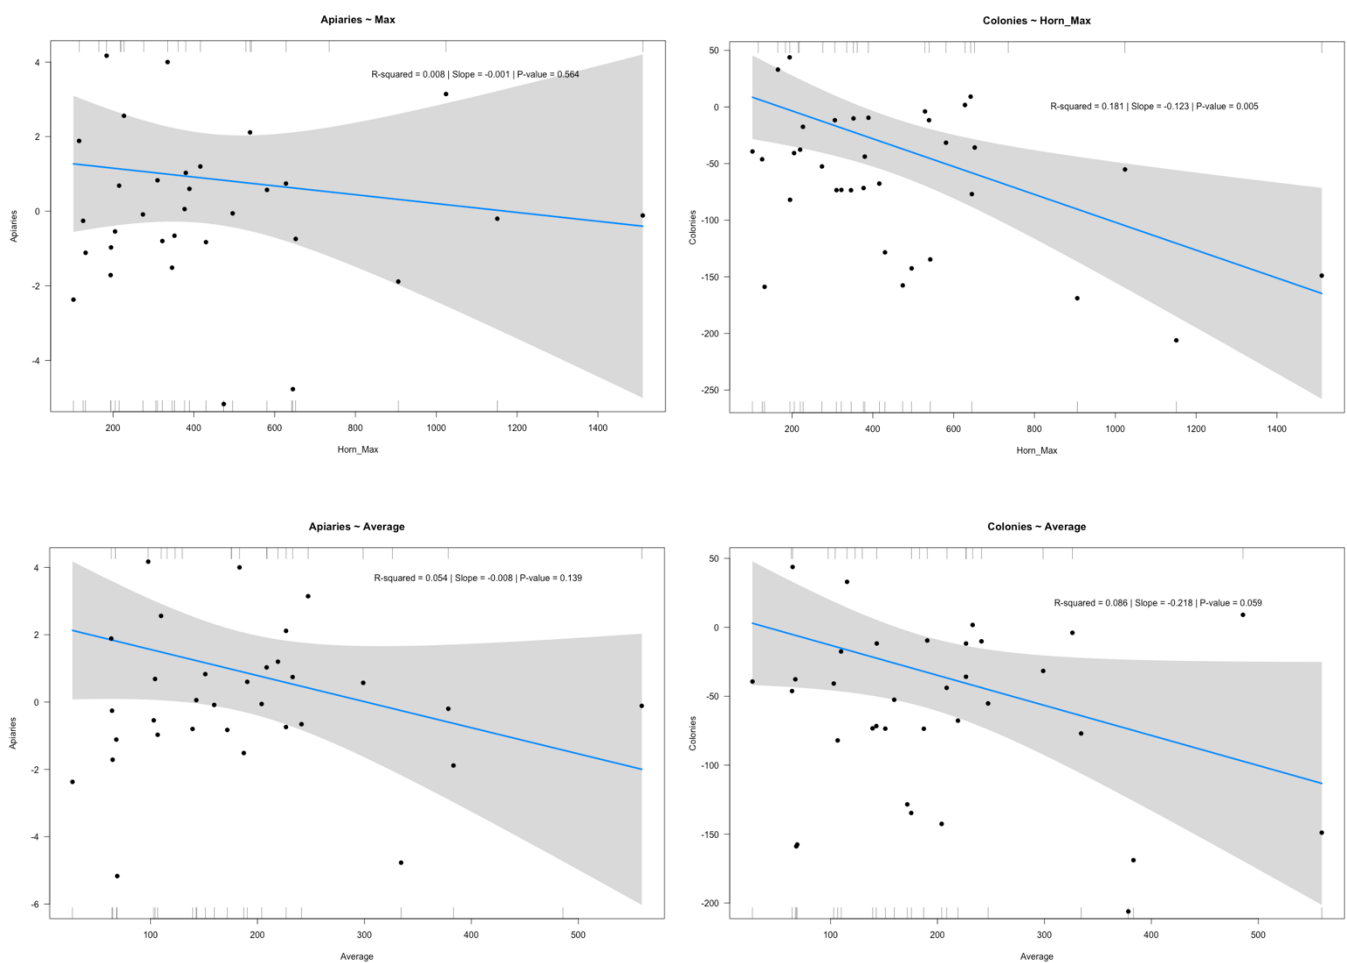 Apiaries ~ Max
R-squared = 0.008 | Slope = -0.001 | P-value = 0.564
4
2
0
-2
-4
Apiaries
200 400 600 800 1000 1200 1400
Horn_Max
Colonies ~ Horn_Max
R-squared = 0.181 | Slope = -0.123 | P-value = 0.005
50
0
-50
-100
-150
-200
-250
Colonies
200 400 600 800 1000 1200 1400
Horn_Max
Apiaries ~ Average
R-squared = 0.054 | Slope = -0.008 | P-value = 0.139
4
2
0
-2
-4
-6
Apiaries
100 200 300 400 500
Average
Colonies ~ Average
R-squared = 0.086 | Slope = -0.218 | P-value = 0.059
50
0
-50
-100
-150
-200
Colonies
100 200 300 400 500
Average